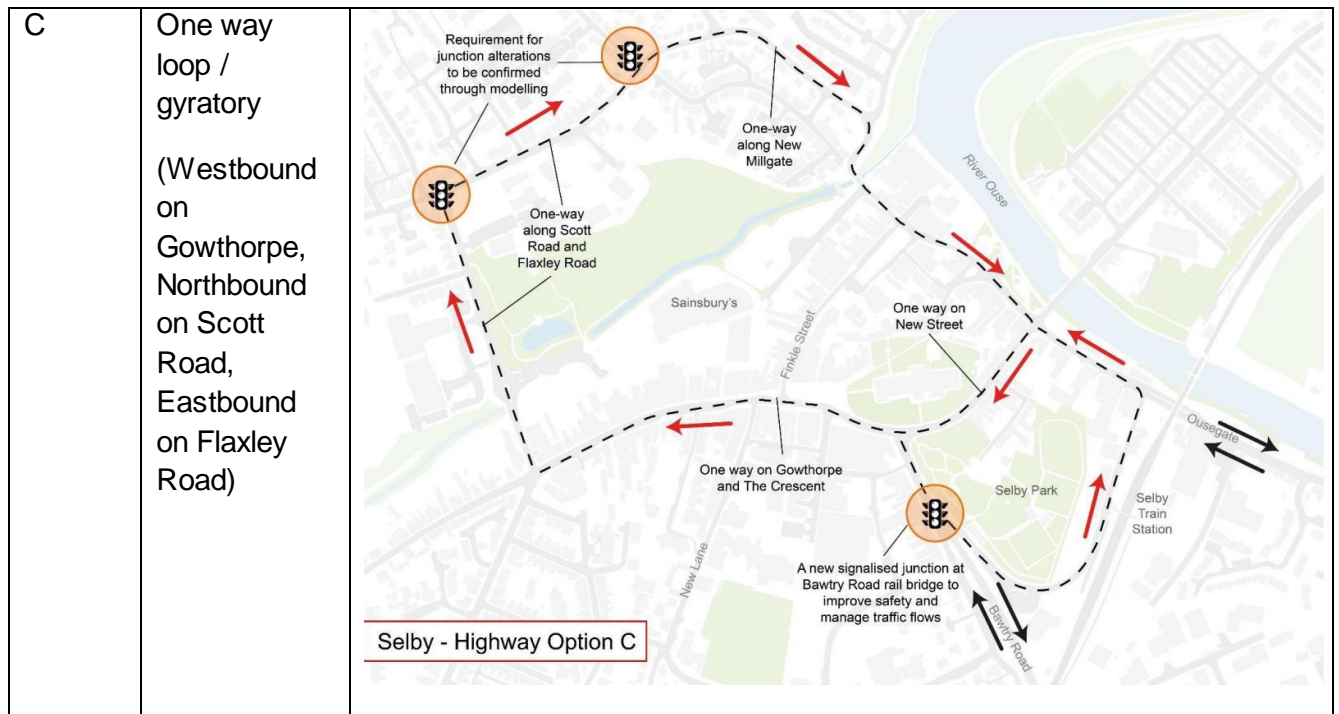 C
One way
loop /
gyratory
(Westbound
on
Gowthorpe,
Northbound
on Scott
Road,
Eastbound
on Flaxley
Road)
Requirement for
junction alterations
to be confirmed
through modelling
One-way
along New
Millgate
River Ouse
One-way
along Scott
Road and
Flaxley Road
Sainsbury's
Finkle Street
One way on
New Street
Ousegate
One way on Gowthorpe
and The Crescent
Selby Park
Selby
Train
Station
New Lane
A new signalised junction at
Bawtry Road rail bridge to
improve safety and
manage traffic flows
Bawtry Road
Selby - Highway Option C